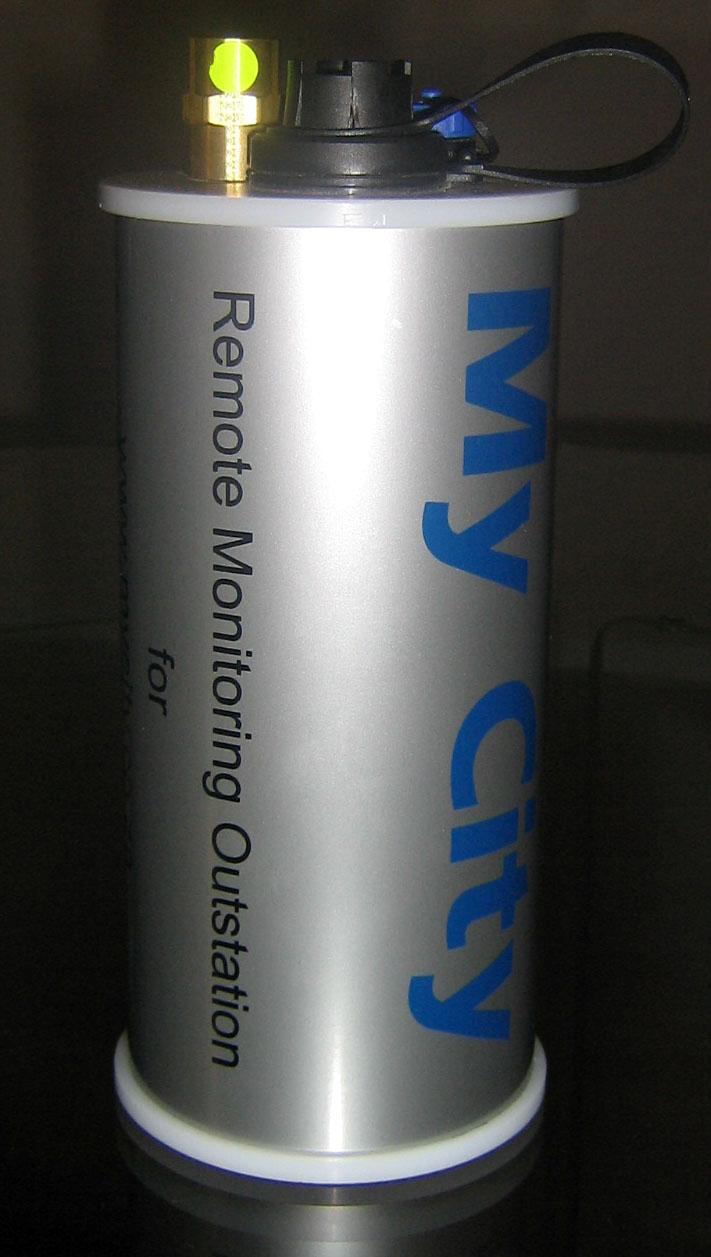 My City
Remote Monitoring Outstation
for